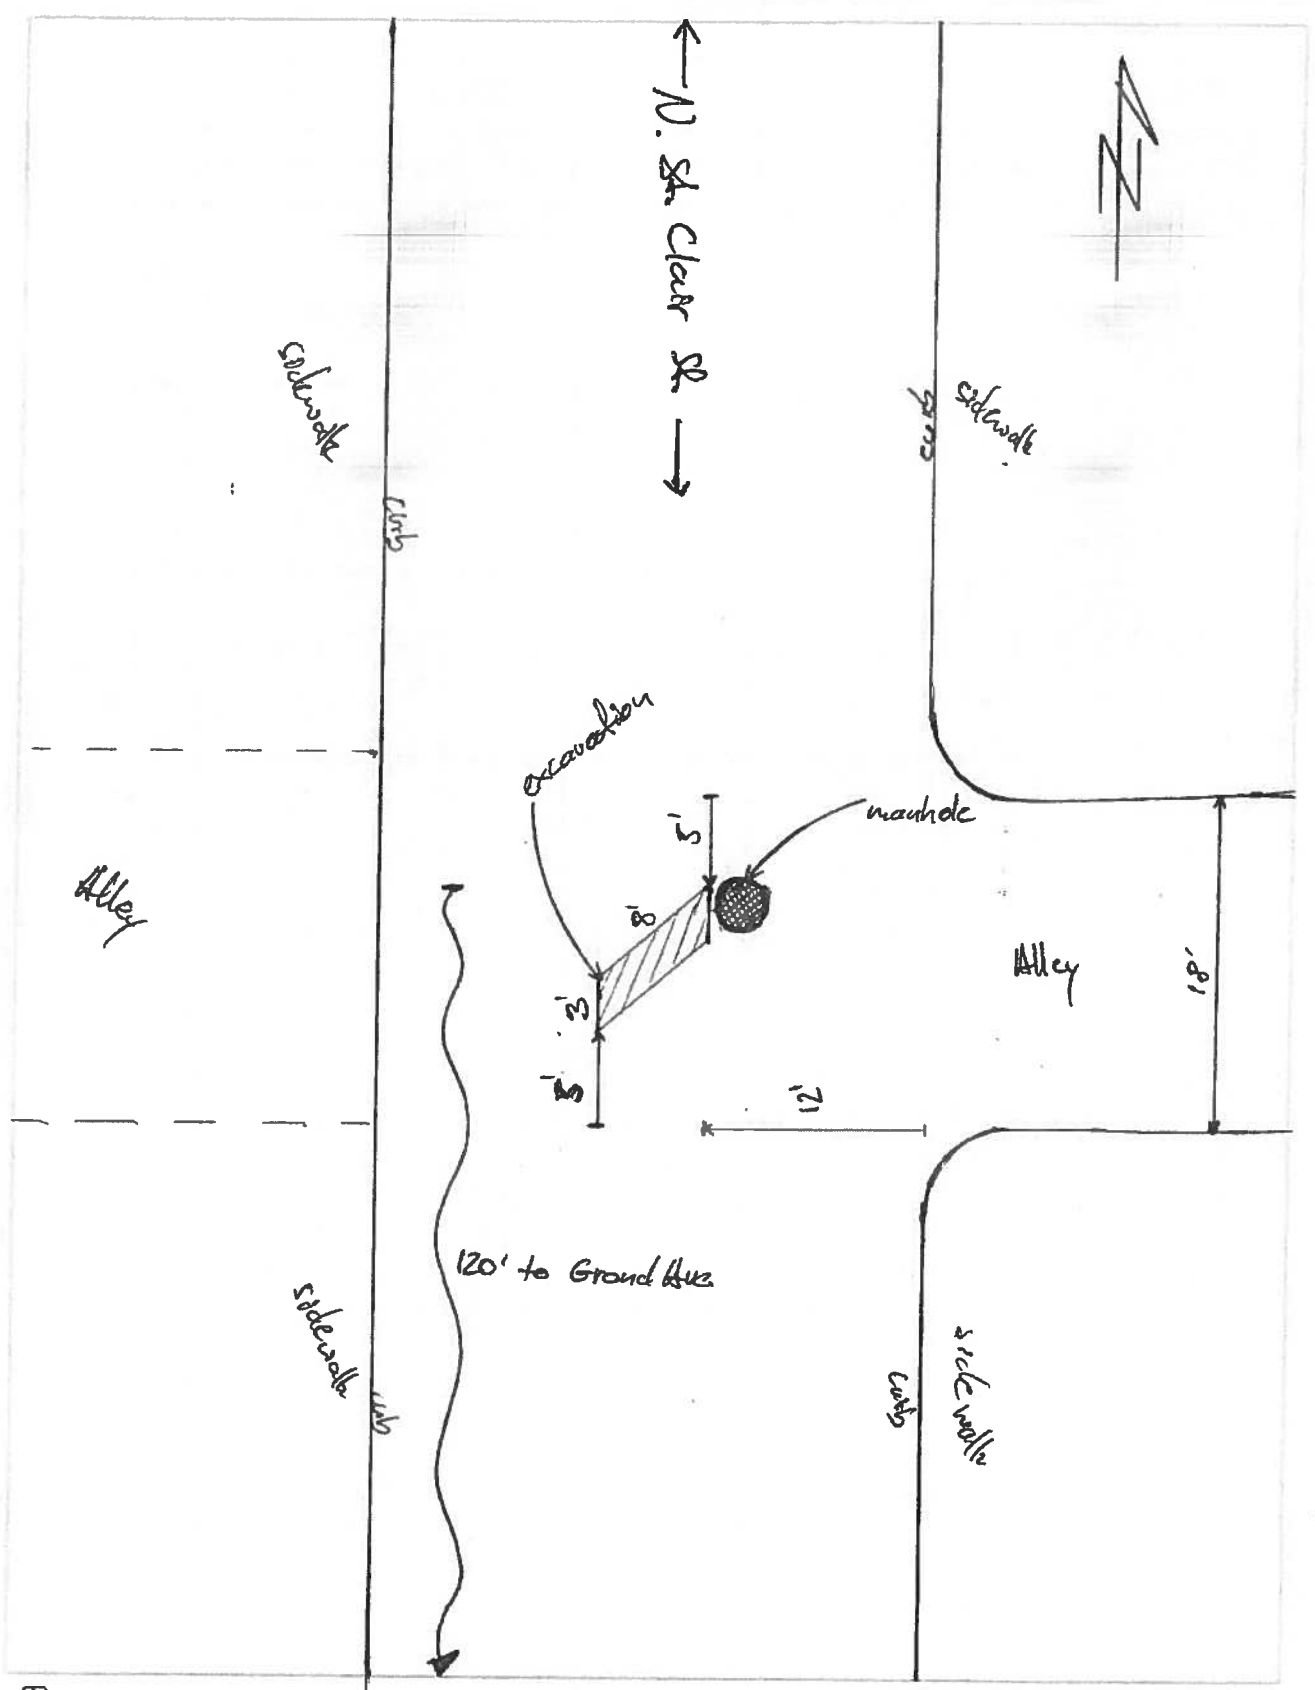 N. St. Clair St.
N
sidewalk
curb
sidewalk
curb
excavation
5'
manhole
8'
Alley
3'
Alley
18'
5'
12'
120' to Grand Ave.
sidewalk
curb
sidewalk
curb